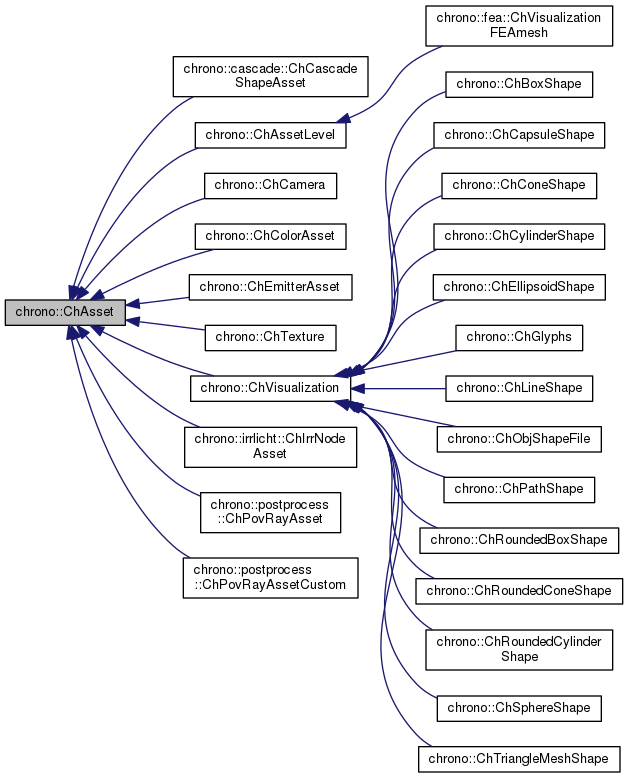 chrono::ChAsset
chrono::cascade::ChCascade
ShapeAsset
chrono::ChAssetLevel
chrono::ChCamera
chrono::ChColorAsset
chrono::ChEmitterAsset
chrono::ChTexture
chrono::ChVisualization
chrono::irrlicht::ChIrrNode
Asset
chrono::postprocess
::ChPovRayAsset
chrono::postprocess
::ChPovRayAssetCustom
chrono::fea::ChVisualization
FEAmesh
chrono::ChBoxShape
chrono::ChCapsuleShape
chrono::ChConeShape
chrono::ChCylinderShape
chrono::ChEllipsoidShape
chrono::ChGlyphs
chrono::ChLineShape
chrono::ChObjShapeFile
chrono::ChPathShape
chrono::ChRoundedBoxShape
chrono::ChRoundedConeShape
chrono::ChRoundedCylinder
Shape
chrono::ChSphereShape
chrono::ChTriangleMeshShape